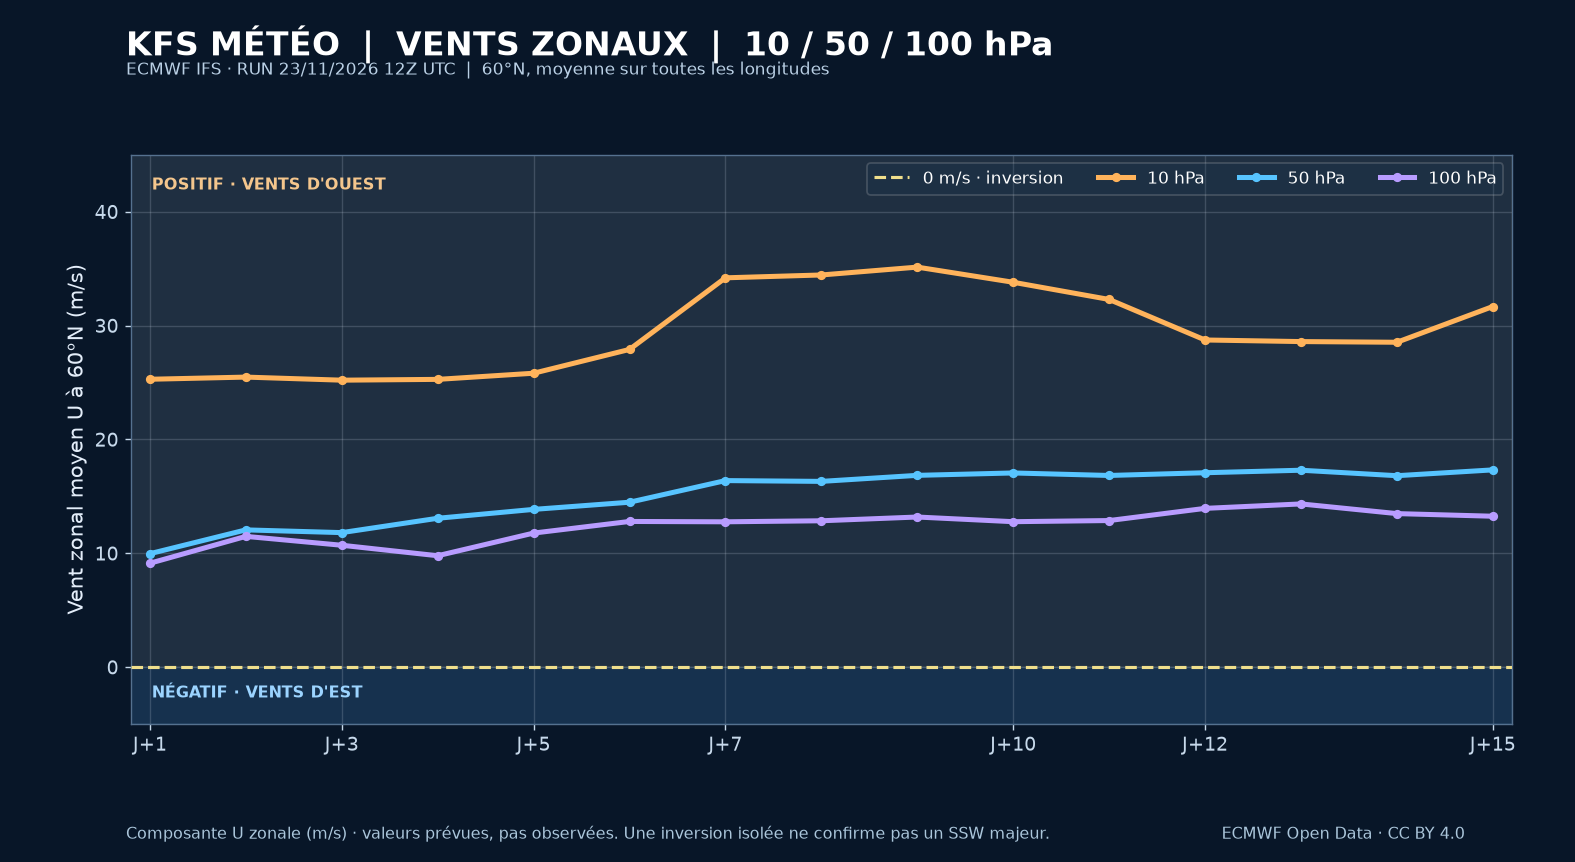 KFS MÉTÉO | VENTS ZONAUX | 10 / 50 / 100 hPa
ECMWF IFS · RUN 23/11/2026 12Z UTC | 60°N, moyenne sur toutes les longitudes
POSITIF · VENTS D'OUEST
0 m/s · inversion 10 hPa 50 hPa 100 hPa
Vent zonal moyen U à 60°N (m/s)
40
30
20
10
0
NÉGATIF · VENTS D'EST
J+1 J+3 J+5 J+7 J+10 J+12 J+15
Composante U zonale (m/s) · valeurs prévues, pas observées. Une inversion isolée ne confirme pas un SSW majeur.
ECMWF Open Data · CC BY 4.0